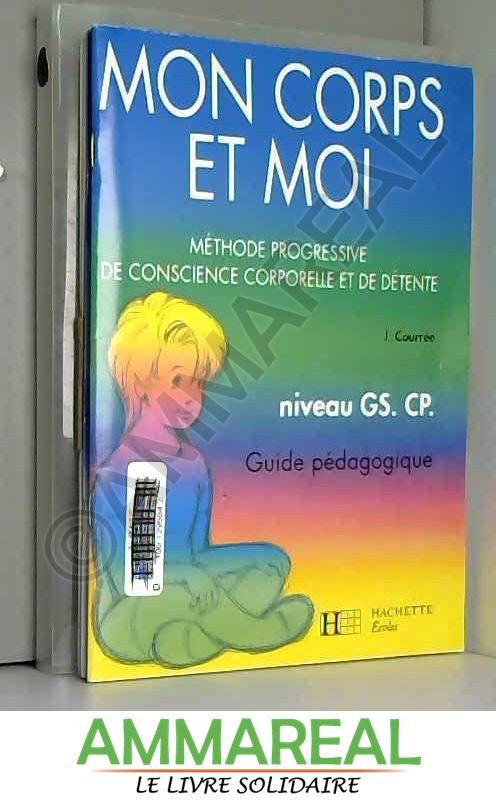 MON CORPS
ET MOI
MÉTHODE PROGRESSIVE
DE CONSCIENCE CORPORELLE ET DE DÉTENTE
J. Courrée
niveau GS. CP.
Guide pédagogique
HACHETTE
Écoles
©AMMAREAL
AMMAREAL
LE LIVRE SOLIDAIRE